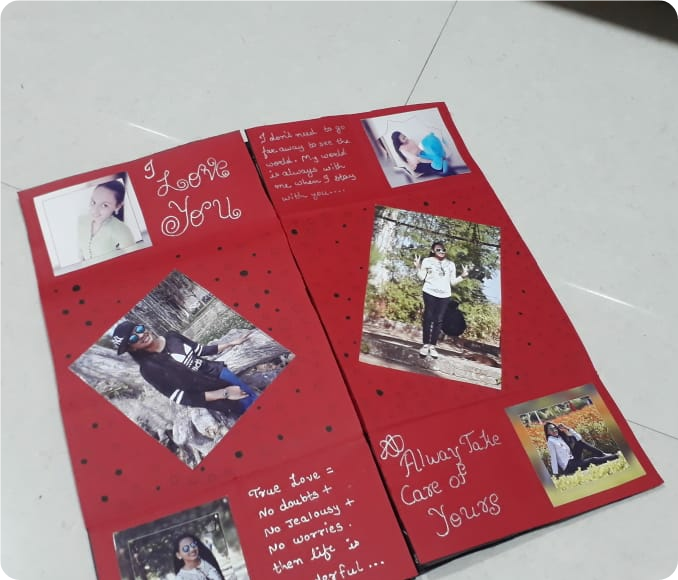 I
Love
You
I don't need to go
far away to see the
world. My world
is always with
me when I stay
with you....
True Love =
No doubts +
No Jealousy +
No worries.
then life is
Alway Take
Care of
Yours